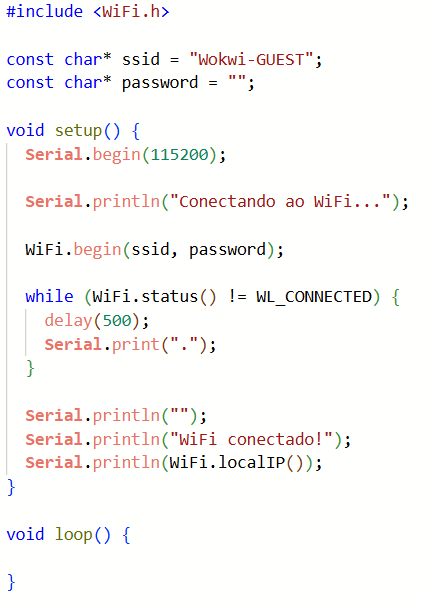 #include <WiFi.h>
const char* ssid = "Wokwi-GUEST";
const char* password = "";
void setup() {
Serial.begin(115200);
Serial.println("Conectando ao WiFi...");
WiFi.begin(ssid, password);
while (WiFi.status() != WL_CONNECTED) {
delay(500);
Serial.print(".");
}
Serial.println("");
Serial.println("WiFi conectado!");
Serial.println(WiFi.localIP());
}
void loop() {
}